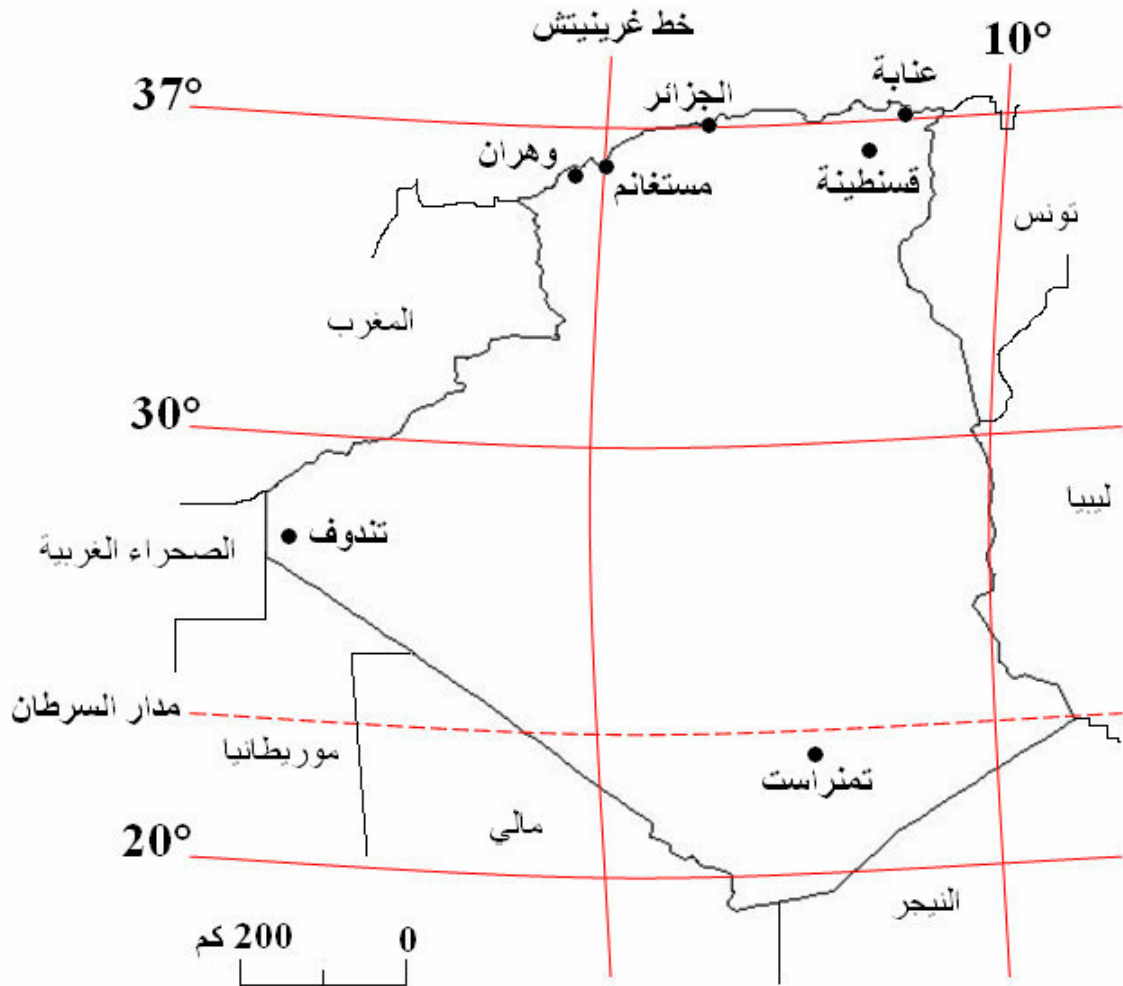 خط غرينيتش
10°
37°
عنابة
الجزائر
وهران
مستغانم
قسنطينة
تونس
المغرب
30°
ليبيا
تندوف
الصحراء الغربية
مدار السرطان
موريطانيا
تمنراست
مالي
20°
النيجر
0
200 كم